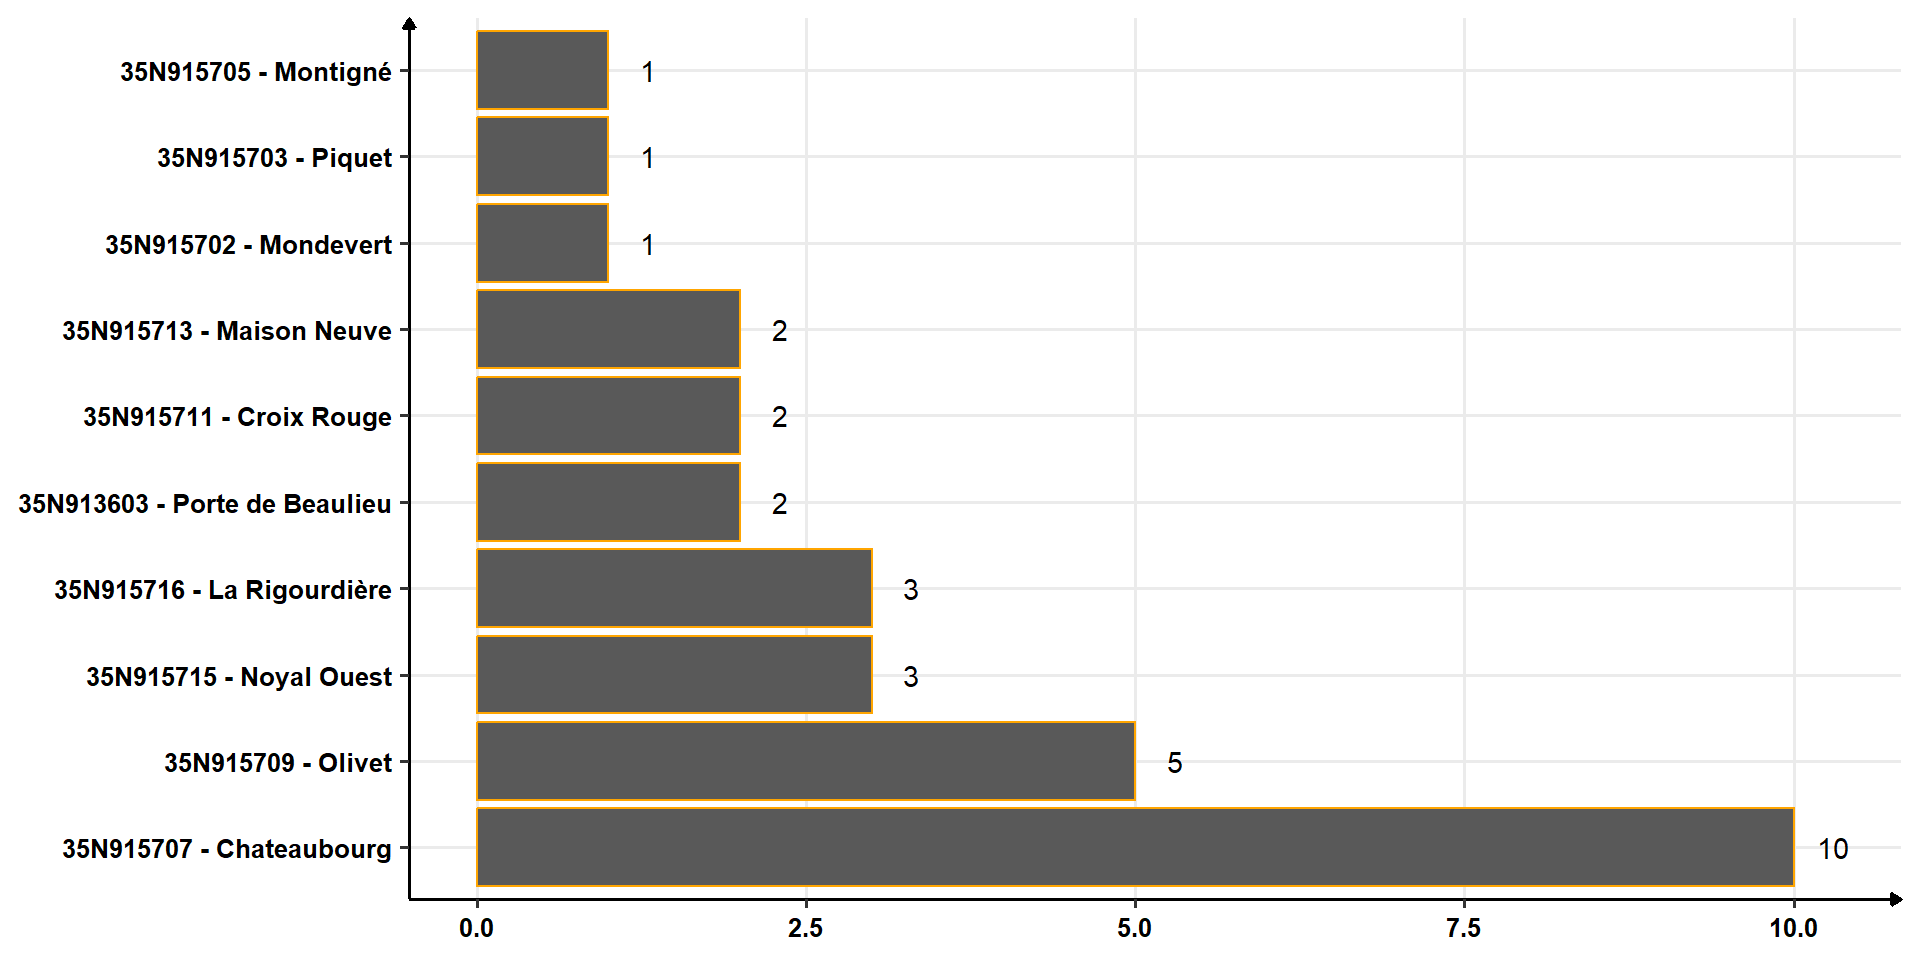 35N915705 - Montigné 1
35N915703 - Piquet 1
35N915702 - Mondevert 1
35N915713 - Maison Neuve 2
35N915711 - Croix Rouge 2
35N913603 - Porte de Beaulieu 2
35N915716 - La Rigourdière 3
35N915715 - Noyal Ouest 3
35N915709 - Olivet 5
35N915707 - Chateaubourg 10
0.0 2.5 5.0 7.5 10.0